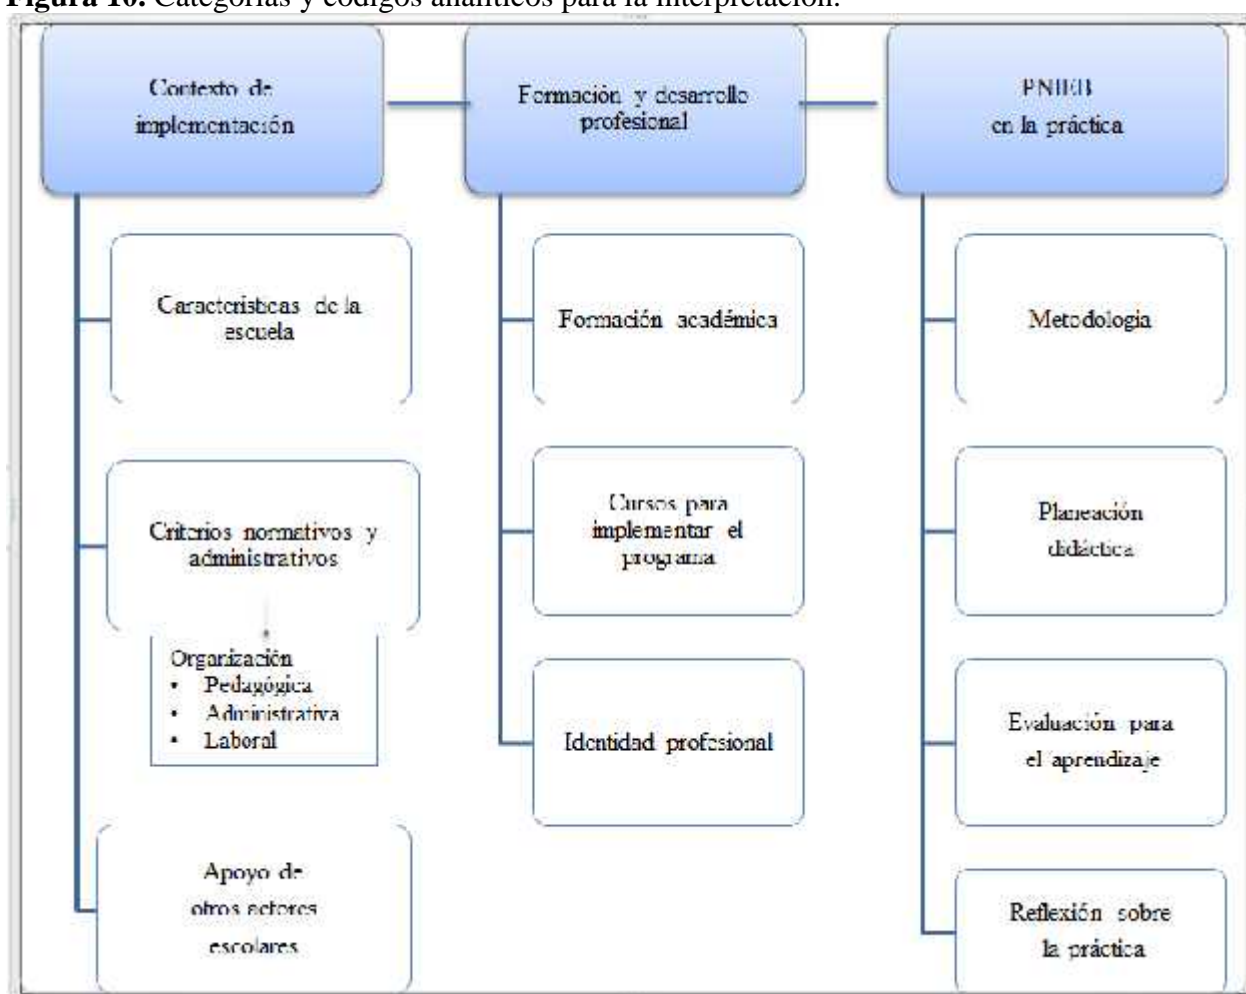 Figura 10. Categorías y códigos analíticos para la interpretación.
Contexto de
implementación
Formación y desarrollo
profesional
PNIEB
en la práctica
Características de la
escuela
Formación académica
Metodología
Criterios normativos y
administrativos
Cursos para
implementar el
programa
Planeación
didáctica
Organización
• Pedagógica
• Administrativa
• Laboral
Identidad profesional
Evaluación para
el aprendizaje
Apoyo de
otros actores
escolares
Reflexión sobre
la práctica